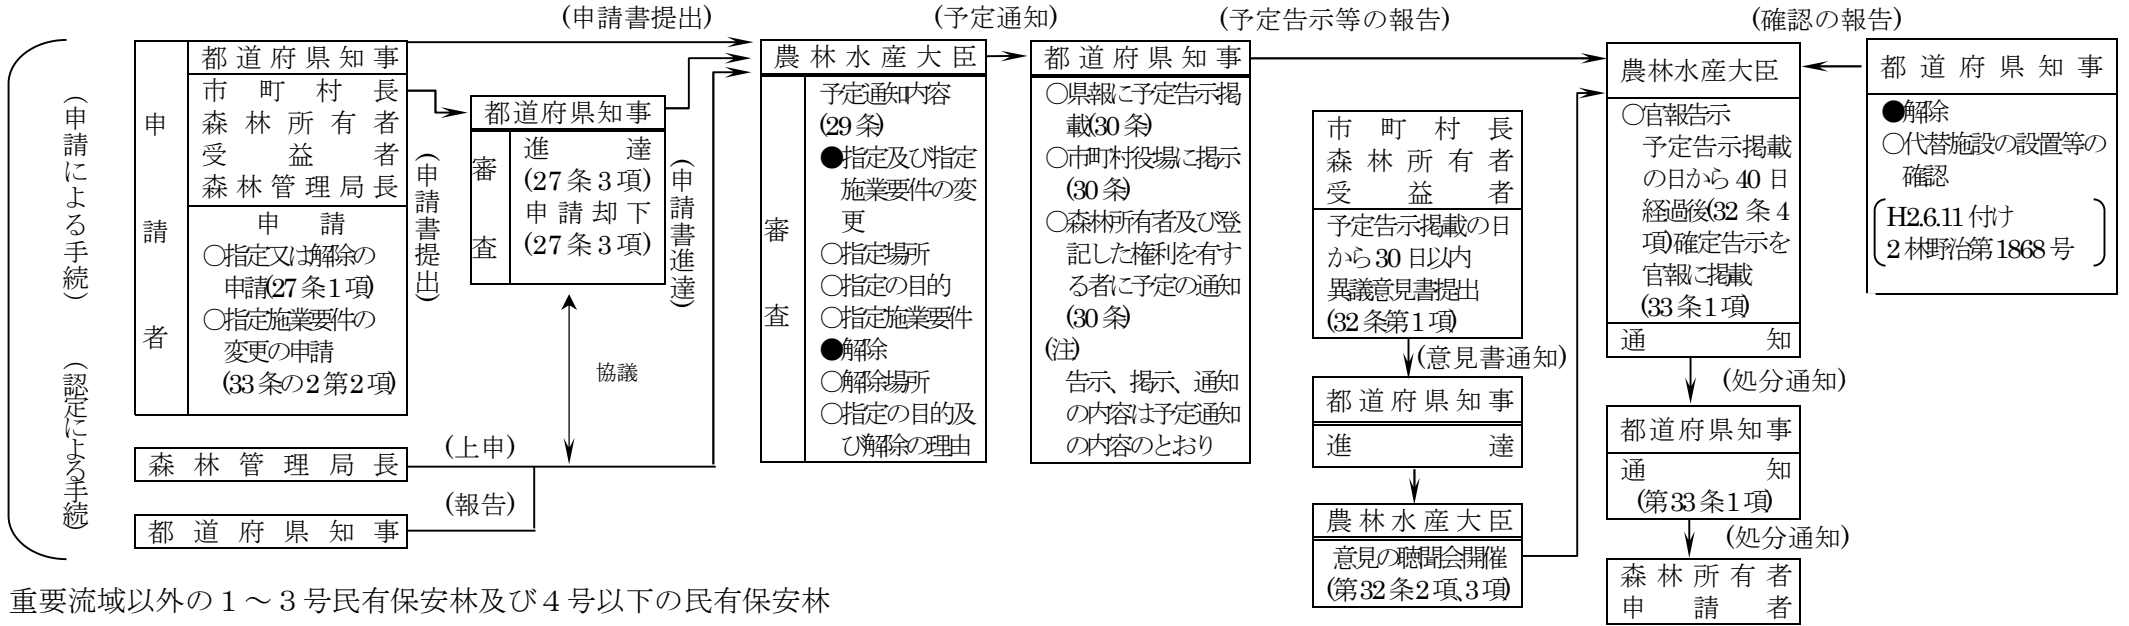 (申請書提出)
(予定通知)
(予定告示等の報告)
(確認の報告)
(申請による手続)
(認定による手続)
申請者
都道府県知事
市町村長
森林所有者
受益者
森林管理局長
申請
○指定又は解除の
申請(27条1項)
○指定施業要件の
変更の申請
(33条の2第2項)
(申請書提出)
都道府県知事
審査
進達
(27条3項)
申請却下
(27条3項)
(申請書進達)
協議
森林管理局長
(上申)
都道府県知事
(報告)
農林水産大臣
審査
予定通知内容
(29条)
●指定及び指定
施業要件の変
更
○指定場所
○指定の目的
○指定施業要件
●解除
○解除場所
○指定の目的及
び解除の理由
都道府県知事
○県報に予定告示掲
載(30条)
○市町村役場に掲示
(30条)
○森林所有者及び登
記した権利を有す
る者に予定の通知
(30条)
(注)
告示、掲示、通知
の内容は予定通知
の内容のとおり
市町村長
森林所有者
受益者
予定告示掲載の日
から30日以内
異議意見書提出
(32条第1項)
(意見書通知)
都道府県知事
進達
農林水産大臣
意見の聴聞会開催
(第32条2項、3項)
農林水産大臣
○官報告示
予定告示掲載
の日から40日
経過後(32条4
項)確定告示を
官報に掲載
(33条1項)
通知
(処分通知)
都道府県知事
通知
(第33条1項)
(処分通知)
森林所有者
申請者
都道府県知事
●解除
○代替施設の設置等の
確認
H2.6.11付け
2林野治第1868号
重要流域以外の1～3号民有保安林及び4号以下の民有保安林